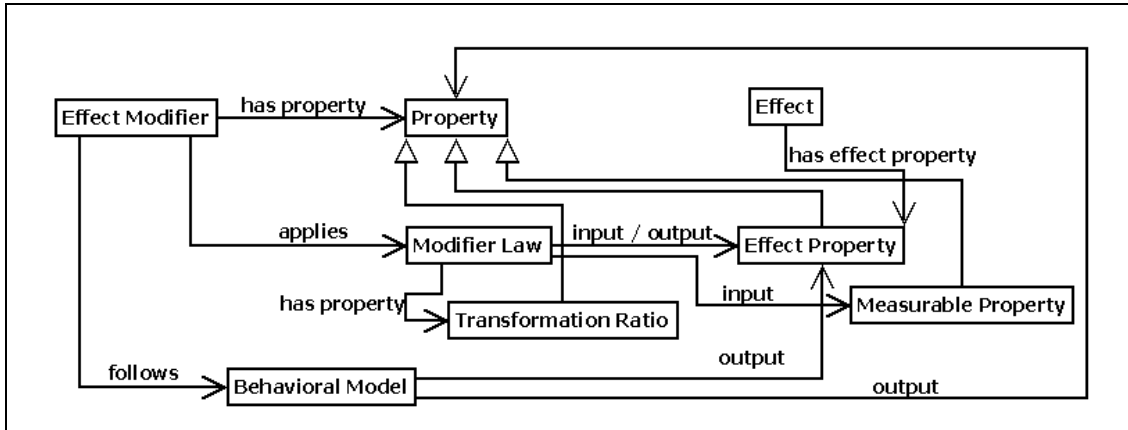 Effect Modifier
has property
Property
Effect
has effect property
applies
Modifier Law
input / output
Effect Property
has property
Transformation Ratio
input
Measurable Property
follows
Behavioral Model
output
output